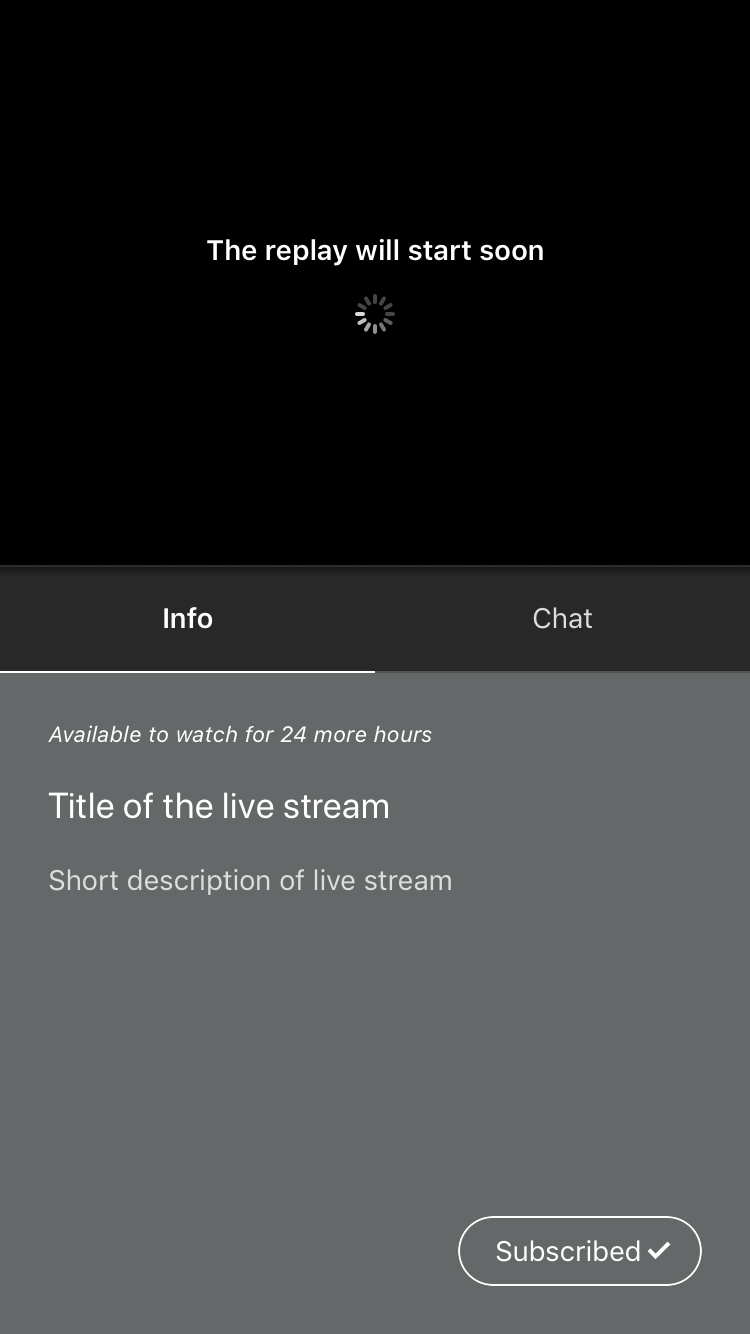 The replay will start soon
Info
Chat
Available to watch for 24 more hours
Title of the live stream
Short description of live stream
Subscribed